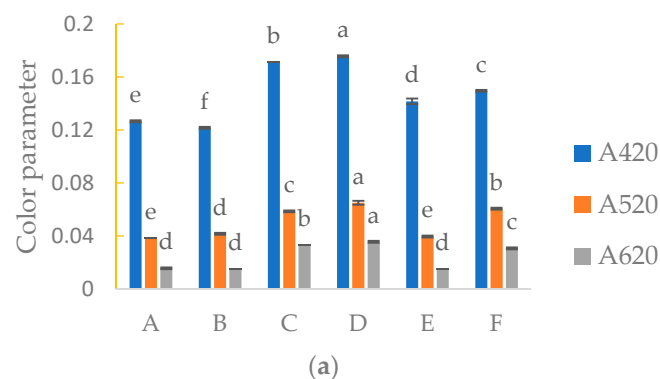 0.2
0.16
0.12
0.08
0.04
0
Color parameter
e
e
d
f
d
d
b
c
b
a
a
a
d
e
d
c
b
c
A B C D E F
A420
A520
A620
(a)